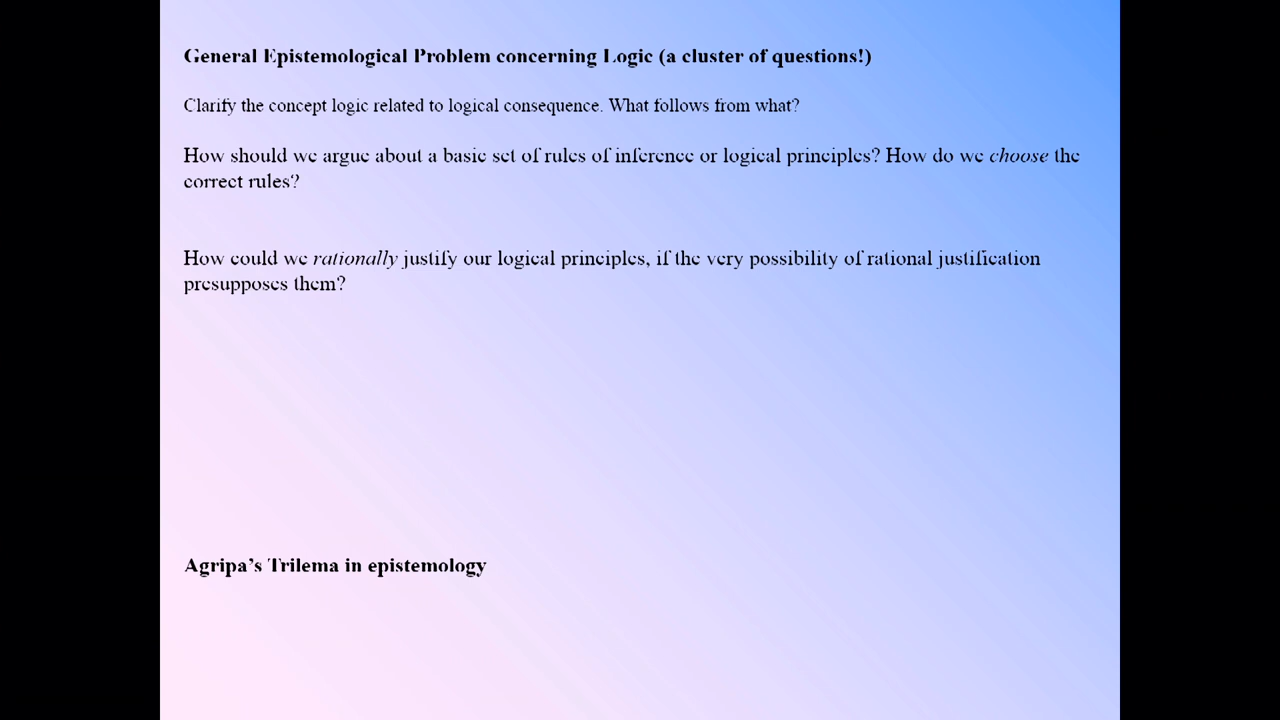 General Epistemological Problem concerning Logic (a cluster of questions!)
Clarify the concept logic related to logical consequence. What follows from what?
How should we argue about a basic set of rules of inference or logical principles? How do we choose the
correct rules?
How could we rationally justify our logical principles, if the very possibility of rational justification
presupposes them?
Agripa’s Trilema in epistemology